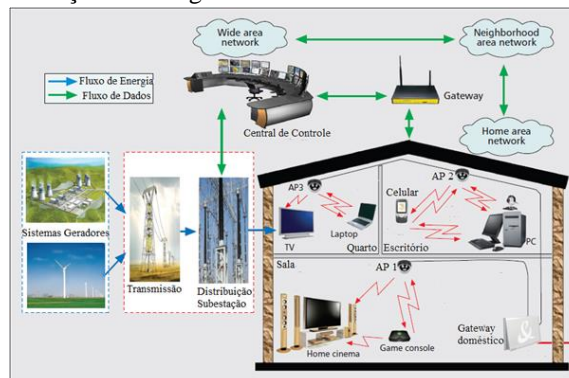 Wide area
network
Neighborhood
area network
Fluxo de Energia
Fluxo de Dados
Central de Controle
Gateway
Home area
network
Sistemas Geradores
Transmissão
Distribuição
Subestação
AP3
TV
Laptop
Quarto
Celular
AP 2
Escritório
PC
Sala
AP 1
Home cinema
Game console
Gateway
doméstico